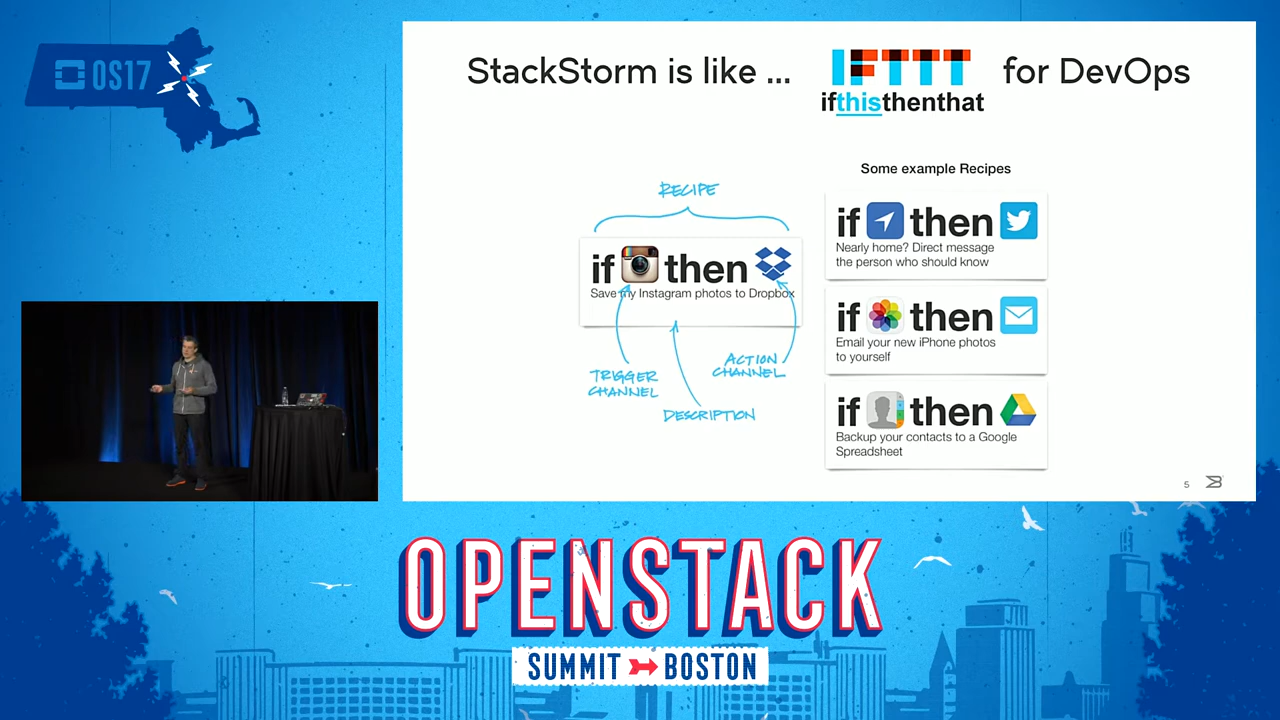 OS17
StackStorm is like ...
IFTTT
ifthisthenthat
for DevOps
RECIPE
if then
Save my Instagram photos to Dropbox
TRIGGER
CHANNEL
ACTION
CHANNEL
DESCRIPTION
Some example Recipes
if then
Nearly home? Direct message
the person who should know
if then
Email your new iPhone photos
to yourself
if then
Backup your contacts to a Google
Spreadsheet
5
OPENSTACK
SUMMIT BOSTON